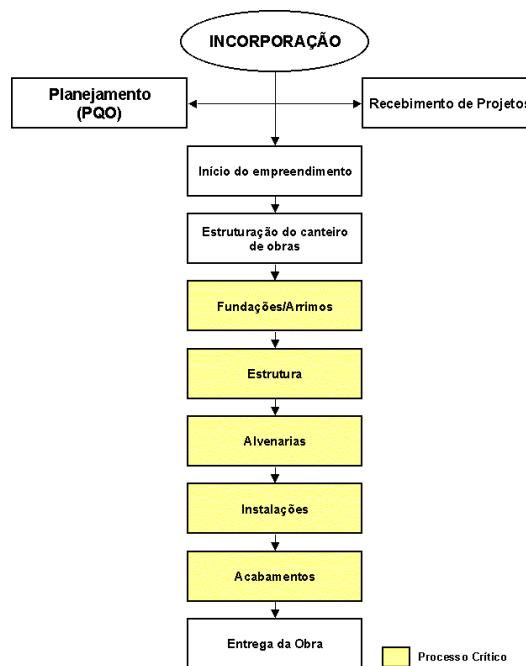 INCORPORAÇÃO
Planejamento
(PQO)
Recebimento de Projetos
Início do empreendimento
Estruturação do canteiro
de obras
Fundações/Arrimos
Estrutura
Alvenarias
Instalações
Acabamentos
Entrega da Obra
Processo Crítico